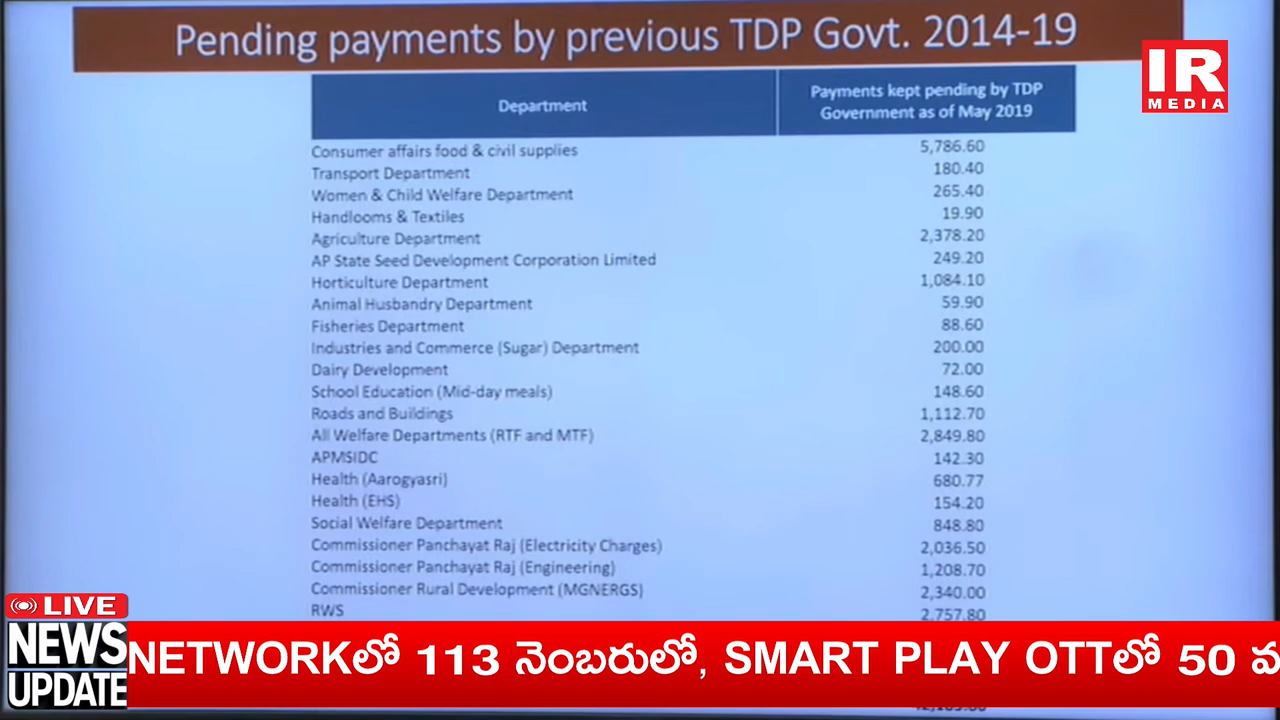 Pending payments by previous TDP Govt. 2014-19
IR
MEDIA
Department
Payments kept pending by TDP
Government as of May 2019
Consumer affairs food & civil supplies 5,786.60
Transport Department 180.40
Women & Child Welfare Department 265.40
Handlooms & Textiles 19.90
Agriculture Department 2,378.20
AP State Seed Development Corporation Limited 249.20
Horticulture Department 1,084.10
Animal Husbandry Department 59.90
Fisheries Department 88.60
Industries and Commerce (Sugar) Department 200.00
Dairy Development 72.00
School Education (Mid-day meals) 148.60
Roads and Buildings 1,112.70
All Welfare Departments (RTF and MTF) 2,849.80
APMSIDC 142.30
Health (Aarogyasri) 680.77
Health (EHS) 154.20
Social Welfare Department 848.80
Commissioner Panchayat Raj (Electricity Charges) 2,036.50
Commissioner Panchayat Raj (Engineering) 1,208.70
Commissioner Rural Development (MGNERGS) 2,340.00
RWS 2,757.80
LIVE
NEWS
UPDATE
NETWORKలో 113 నెంబరులో, SMART PLAY OTTలో 50 వ